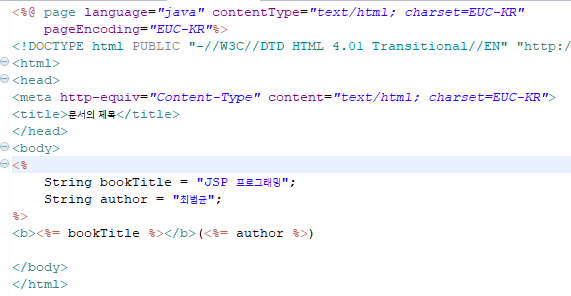 <%@ page language="java" contentType="text/html; charset=EUC-KR"
    pageEncoding="EUC-KR"%>
<!DOCTYPE html PUBLIC "-//W3C//DTD HTML 4.01 Transitional//EN" "http:/
<html>
<head>
<meta http-equiv="Content-Type" content="text/html; charset=EUC-KR">
<title>문서의 제목</title>
</head>
<body>
<%
    String bookTitle = "JSP 프로그래밍";
    String author = "최범균";
%>
<b><%= bookTitle %></b>(<%= author %>)
</body>
</html>